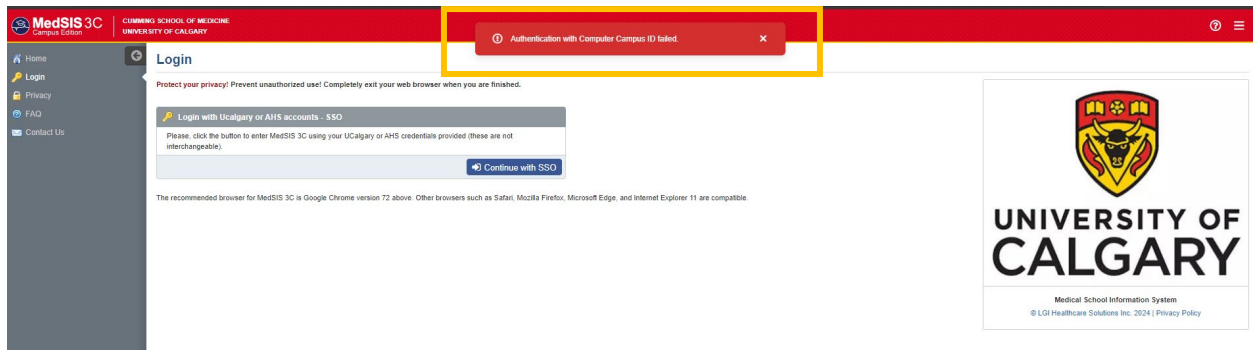 MedSIS 3C
Campus Edition
CUMMING SCHOOL OF MEDICINE
UNIVERSITY OF CALGARY
Authentication with Computer Campus ID failed.
Home
Login
Privacy
FAQ
Contact Us
Login
Protect your privacy! Prevent unauthorized use! Completely exit your web browser when you are finished.
Login with Ucalgary or AHS accounts - SSO
Please, click the button to enter MedSIS 3C using your UCalgary or AHS credentials provided (these are not
interchangeable).
Continue with SSO
The recommended browser for MedSIS 3C is Google Chrome version 72 above. Other browsers such as Safari, Mozilla Firefox, Microsoft Edge, and Internet Explorer 11 are compatible.
UNIVERSITY OF
CALGARY
Medical School Information System
© LGI Healthcare Solutions Inc. 2024 | Privacy Policy